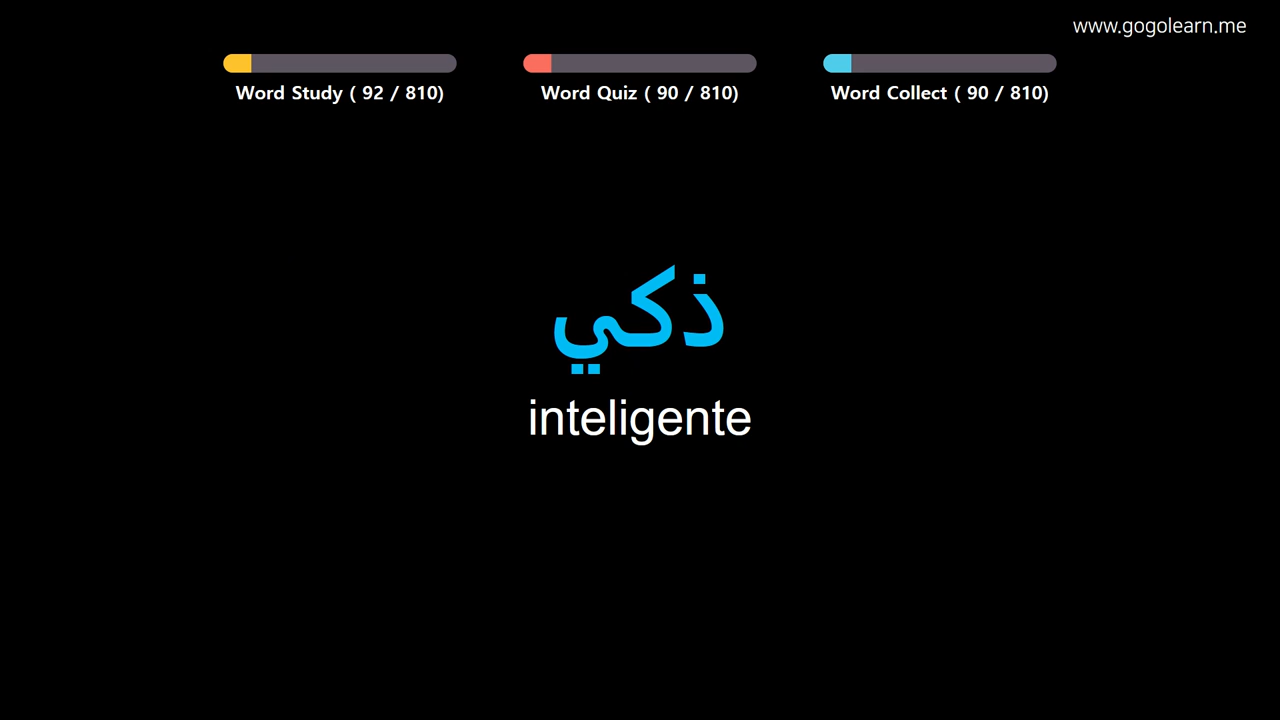 www.gogolearn.me
Word Study ( 92 / 810)
Word Quiz ( 90 / 810)
Word Collect ( 90 / 810)
ذكي
inteligente